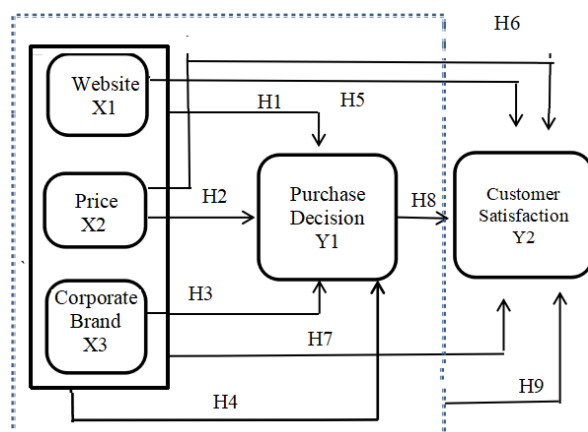 H6
Website
X1
H1
H5
Price
X2
H2
Purchase
Decision
Y1
H8
Customer
Satisfaction
Y2
Corporate
Brand
X3
H3
H7
H4
H9